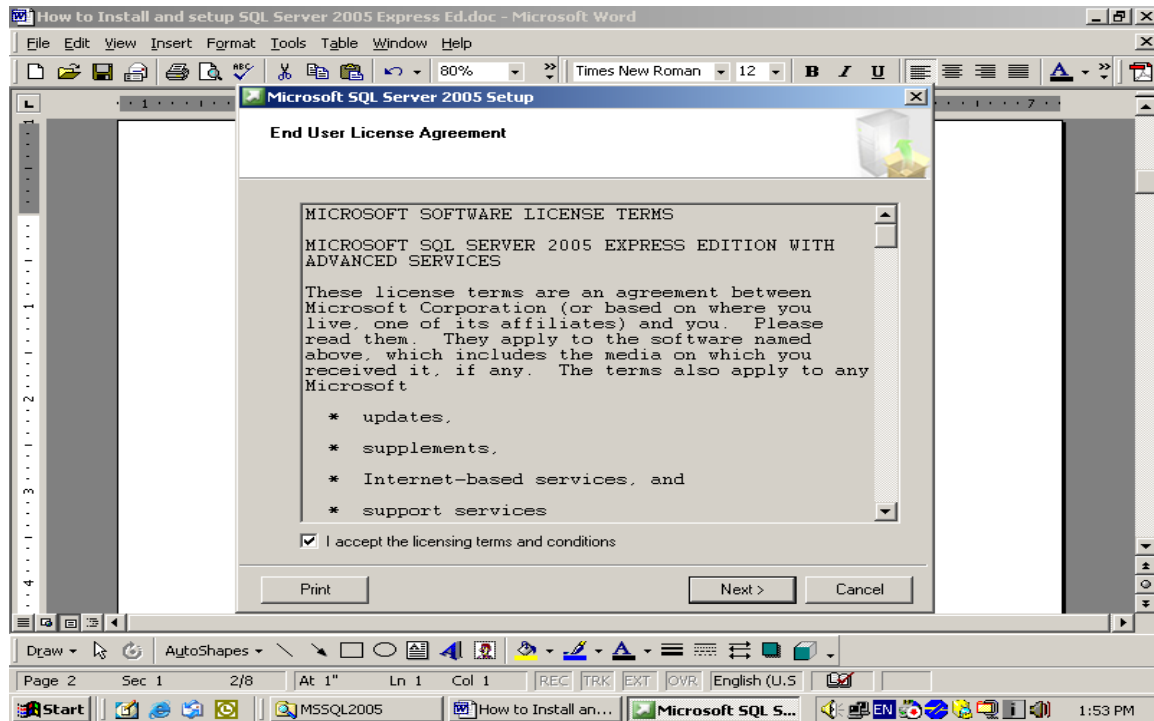 How to Install and setup SQL Server 2005 Express Ed.doc - Microsoft Word
File Edit View Insert Format Tools Table Window Help
ABC 80% Times New Roman 12 B I U A
L 1 7
Microsoft SQL Server 2005 Setup
End User License Agreement
MICROSOFT SOFTWARE LICENSE TERMS
MICROSOFT SQL SERVER 2005 EXPRESS EDITION WITH
ADVANCED SERVICES
These license terms are an agreement between
Microsoft Corporation (or based on where you
live, one of its affiliates) and you.  Please
read them.  They apply to the software named
above, which includes the media on which you
received it, if any.  The terms also apply to any
Microsoft
* updates,
* supplements,
* Internet-based services, and
* support services
I accept the licensing terms and conditions
Print Next > Cancel
1
2
3
4
Draw AutoShapes A A
Page 2 Sec 1 2/8 At 1" Ln 1 Col 1 REC TRK EXT OVR English (U.S
Start MSSQL2005 How to Install an... Microsoft SQL S... EN 1:53 PM